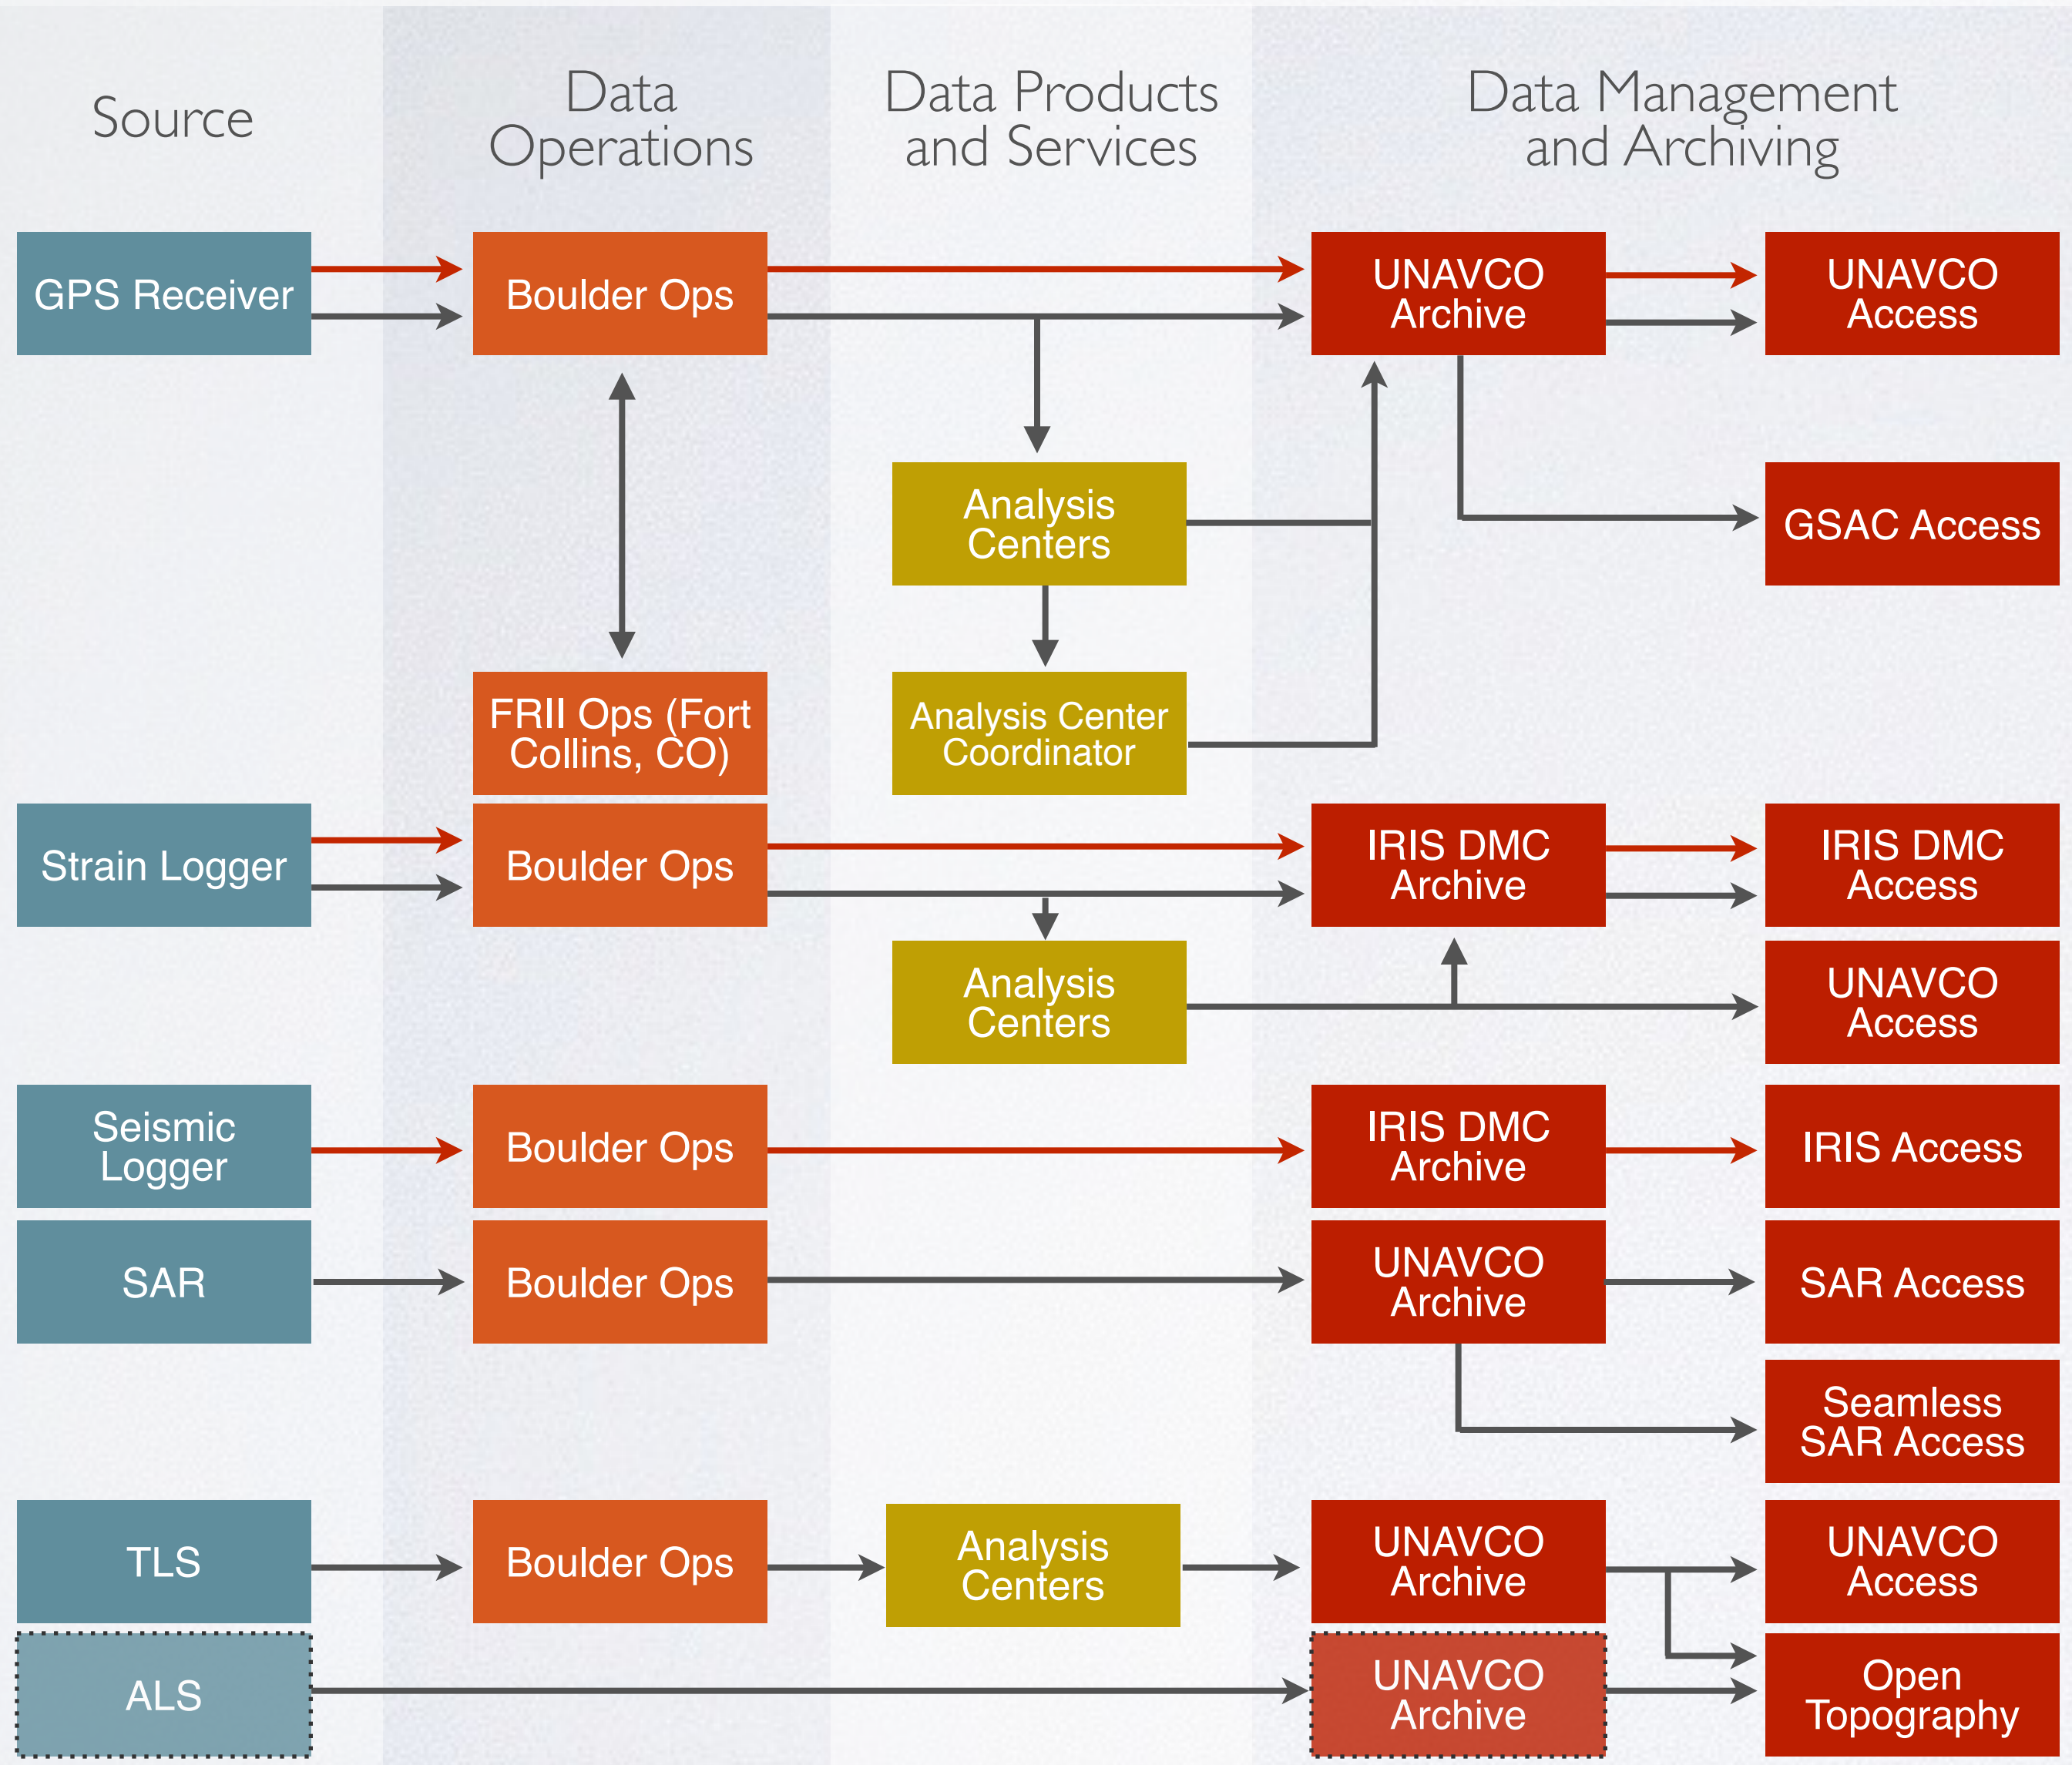 Source
Data
Operations
Data Products
and Services
Data Management
and Archiving
GPS Receiver
Boulder Ops
UNAVCO
Archive
UNAVCO
Access
Analysis
Centers
GSAC Access
FRII Ops (Fort
Collins, CO)
Analysis Center
Coordinator
Strain Logger
Boulder Ops
IRIS DMC
Archive
IRIS DMC
Access
Analysis
Centers
UNAVCO
Access
Seismic
Logger
Boulder Ops
IRIS DMC
Archive
IRIS Access
SAR
Boulder Ops
UNAVCO
Archive
SAR Access
Seamless
SAR Access
TLS
Boulder Ops
Analysis
Centers
UNAVCO
Archive
UNAVCO
Access
ALS
UNAVCO
Archive
Open
Topography